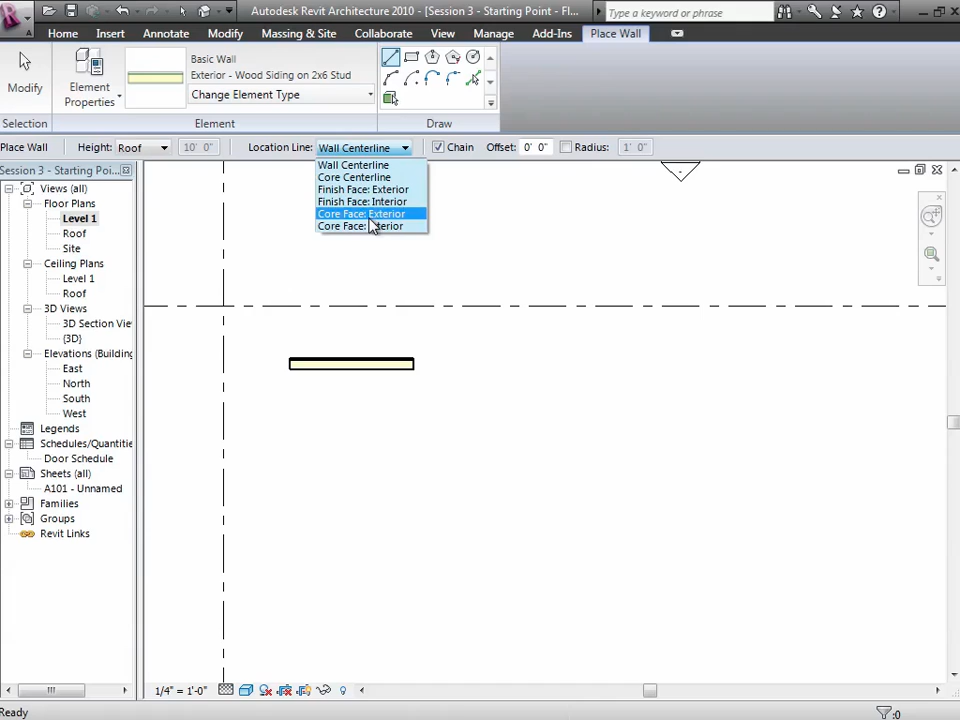 Autodesk Revit Architecture 2010 - [Session 3 - Starting Point - Fl...
Type a keyword or phrase
Home Insert Annotate Modify Massing & Site Collaborate View Manage Add-Ins Place Wall
Modify
Element Properties
Basic Wall
Exterior - Wood Siding on 2x6 Stud
Change Element Type
Selection Element Draw
Place Wall Height: Roof 10' 0" Location Line: Wall Centerline Chain Offset: 0' 0" Radius: 1' 0"
Wall Centerline
Core Centerline
Finish Face: Exterior
Finish Face: Interior
Core Face: Exterior
Core Face:
Session 3 - Starting Poin...
Views (all)
Floor Plans
Level 1
Roof
Site
Ceiling Plans
Level 1
Roof
3D Views
3D Section Vie
{3D}
Elevations (Building
East
North
South
West
Legends
Schedules/Quantitie
Door Schedule
Sheets (all)
A101 - Unnamed
Families
Groups
Revit Links
1/4" = 1'-0"
Ready
:0